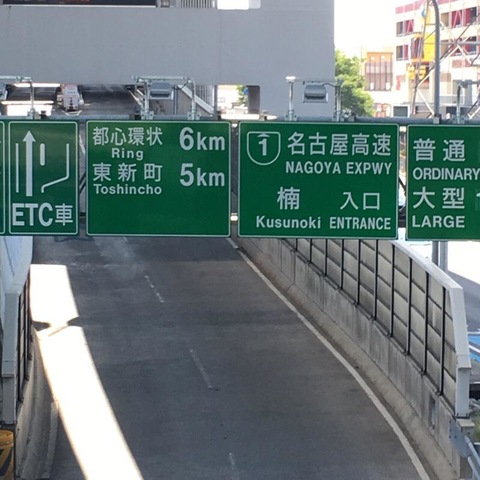 ETC車
都心環状 6km
Ring
東新町 5km
Toshincho
1 名古屋高速
NAGOYA EXPWY
楠 入口
Kusunoki ENTRANCE
普通
ORDINARY
大型
LARGE